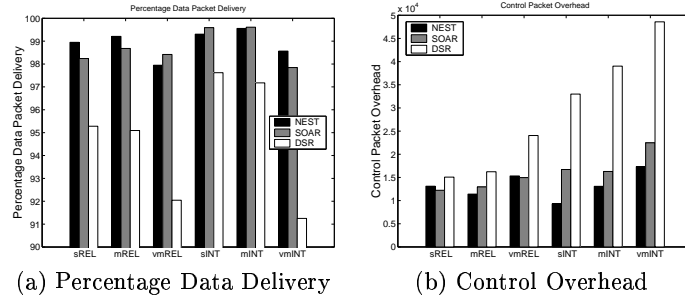 Percentage Data Packet Delivery
Percentage Data Packet Delivery
100
99
98
97
96
95
94
93
92
91
90
NEST
SOAR
DSR
sREL mREL vmREL sINT mINT vmINT
(a) Percentage Data Delivery
Control Packet Overhead
x 10^4
Control Packet Overhead
5
4.5
4
3.5
3
2.5
2
1.5
1
0.5
0
NEST
SOAR
DSR
sREL mREL vmREL sINT mINT vmINT
(b) Control Overhead